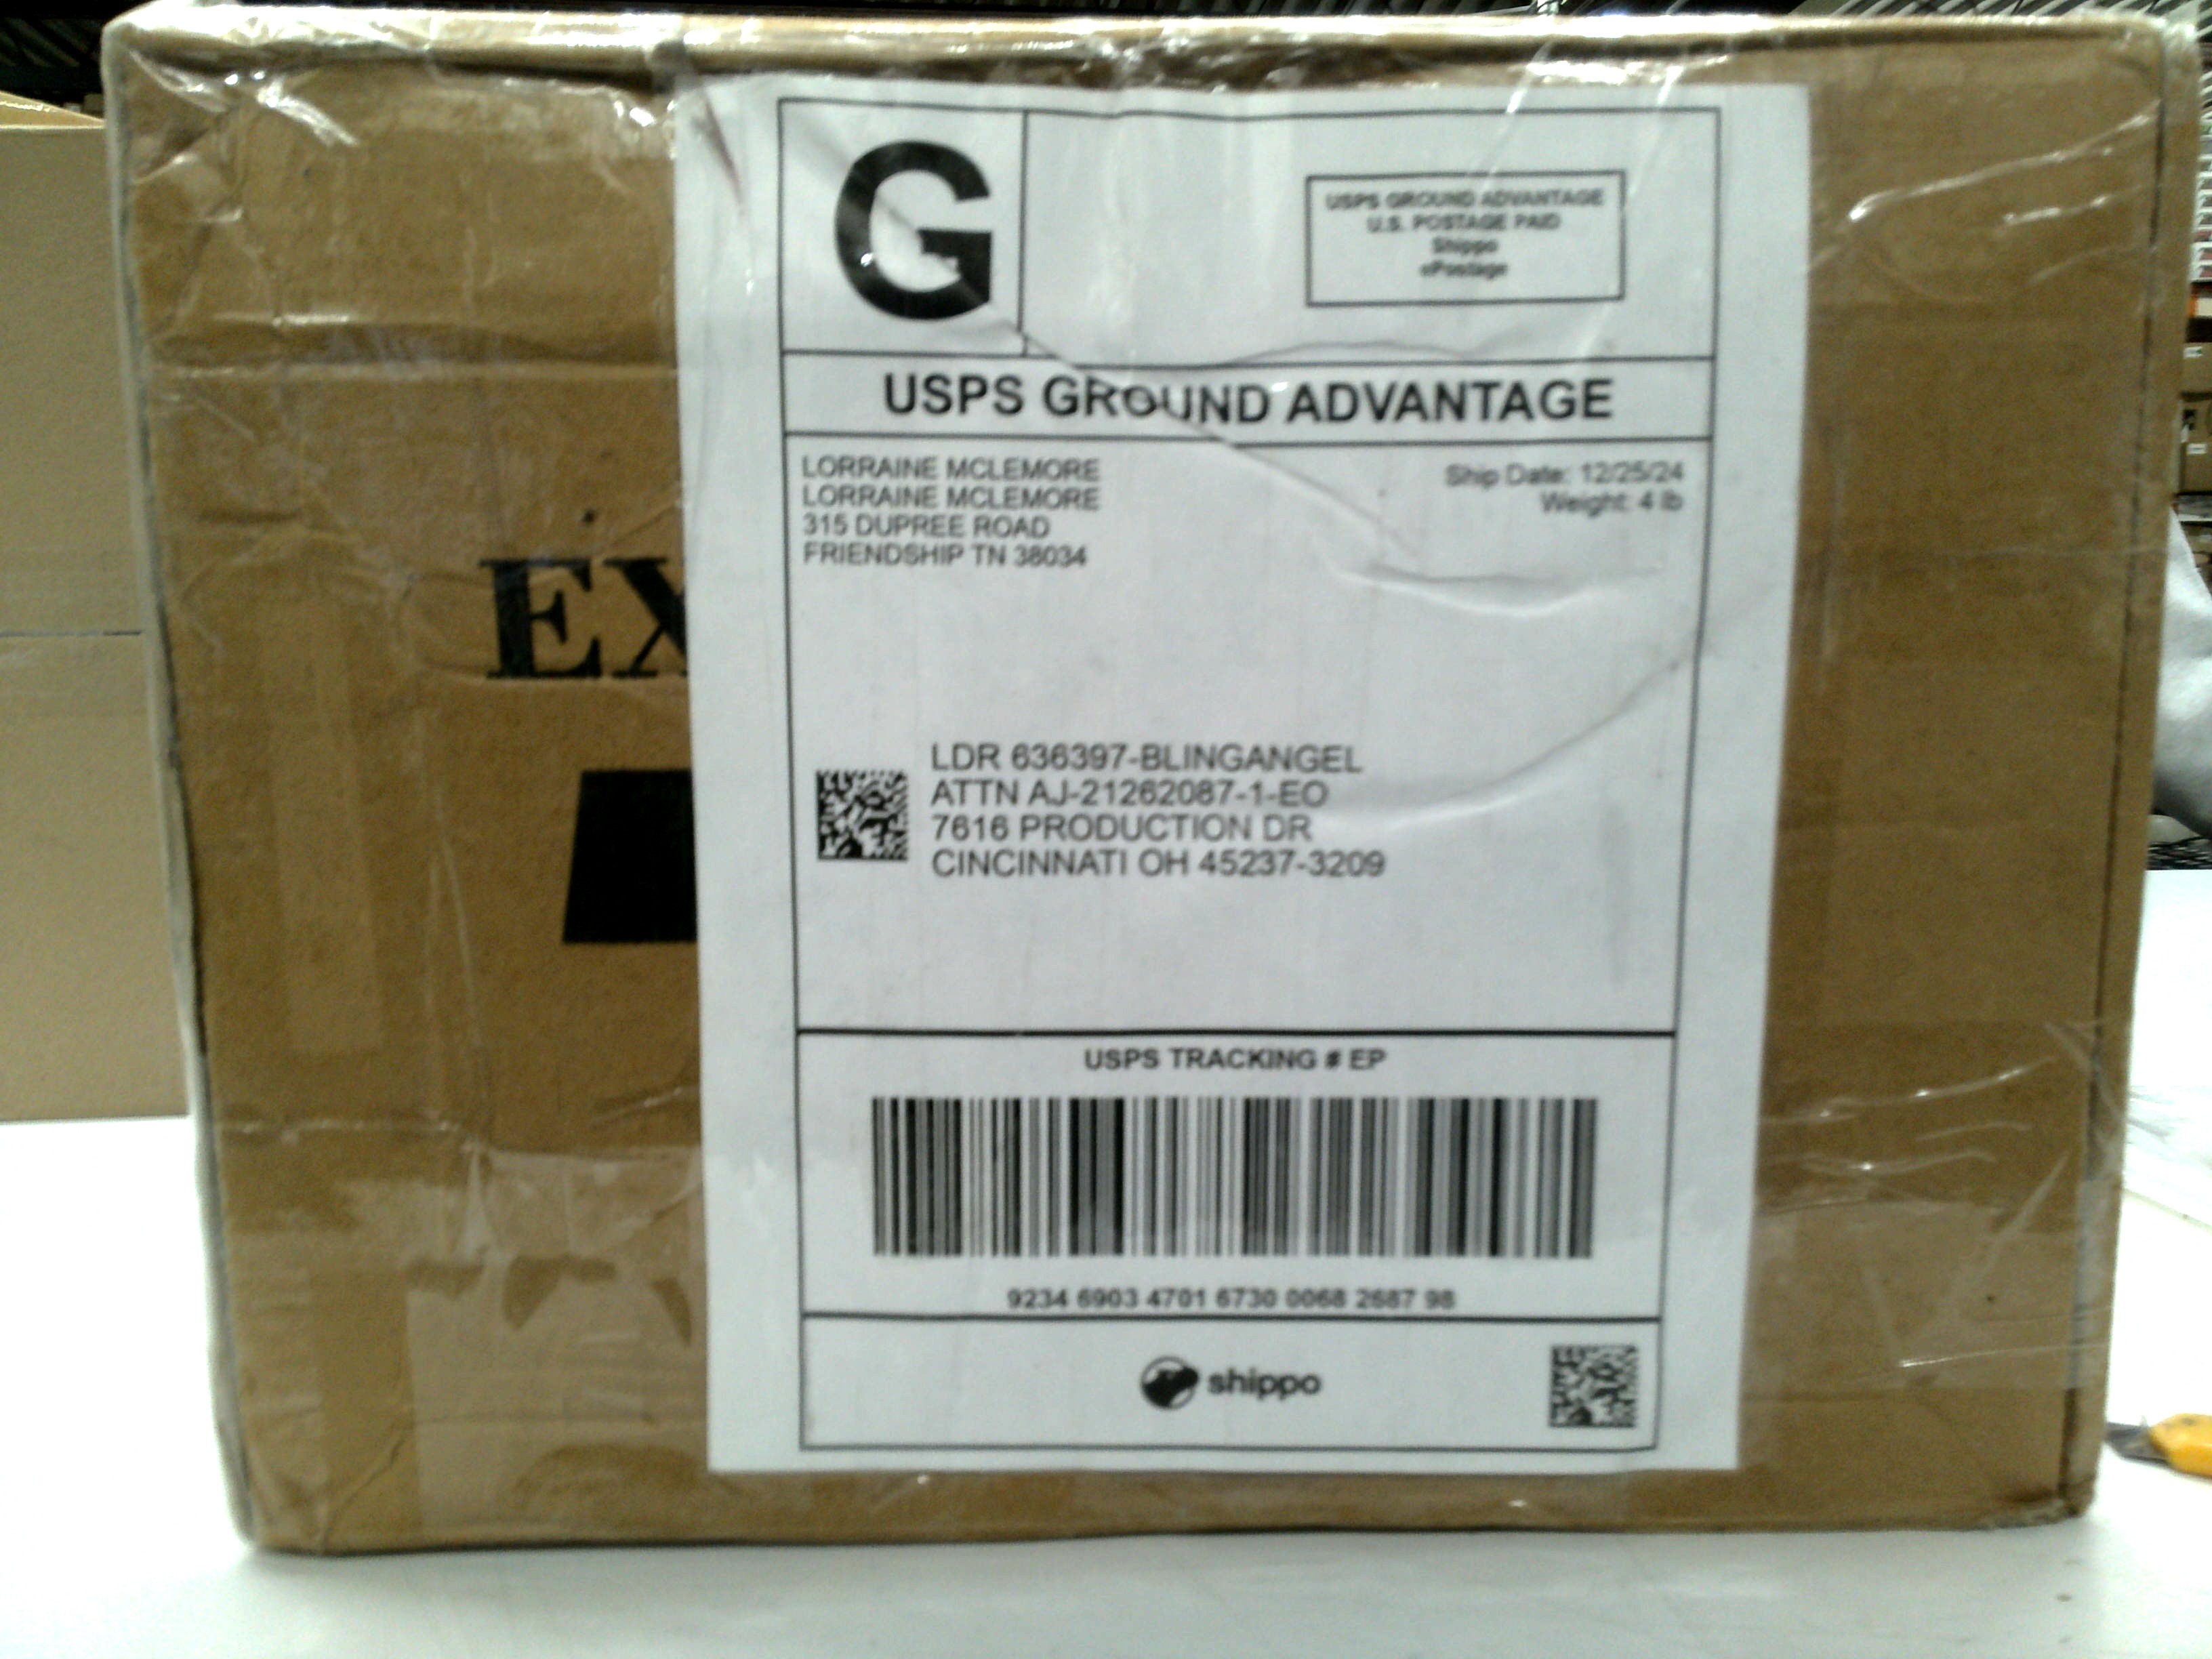 G
USPS GROUND ADVANTAGE
U.S. POSTAGE PAID
Shippo
ePostage
USPS GROUND ADVANTAGE
LORRAINE MCLEMORE
LORRAINE MCLEMORE
315 DUPREE ROAD
FRIENDSHIP TN 38034
Ship Date: 12/25/24
Weight: 4 lb
EX
LDR 636397-BLINGANGEL
ATTN AJ-21262087-1-EO
7616 PRODUCTION DR
CINCINNATI OH 45237-3209
USPS TRACKING # EP
9234 6903 4701 6730 0068 2687 98
shippo